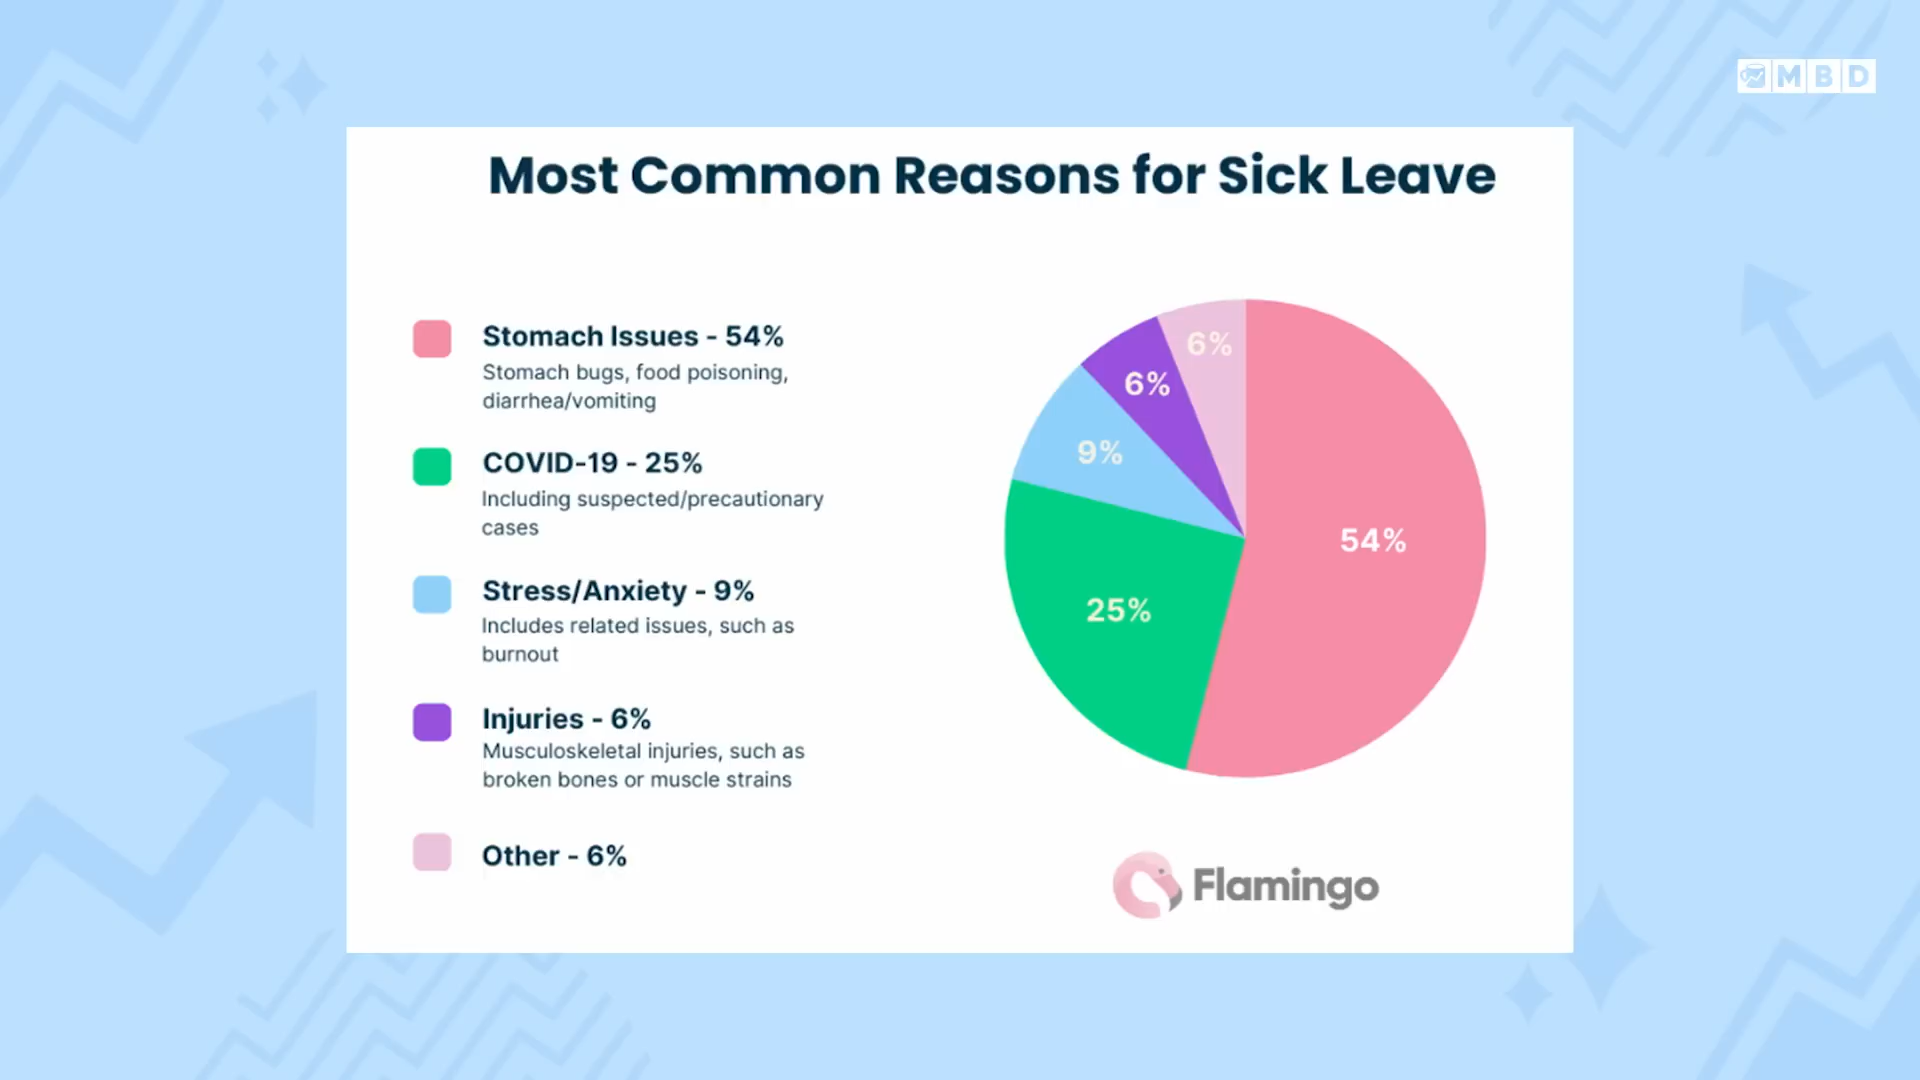 MBD
Most Common Reasons for Sick Leave
Stomach Issues - 54%
Stomach bugs, food poisoning,
diarrhea/vomiting
COVID-19 - 25%
Including suspected/precautionary
cases
Stress/Anxiety - 9%
Includes related issues, such as
burnout
Injuries - 6%
Musculoskeletal injuries, such as
broken bones or muscle strains
Other - 6%
6%
6%
9%
54%
25%
Flamingo